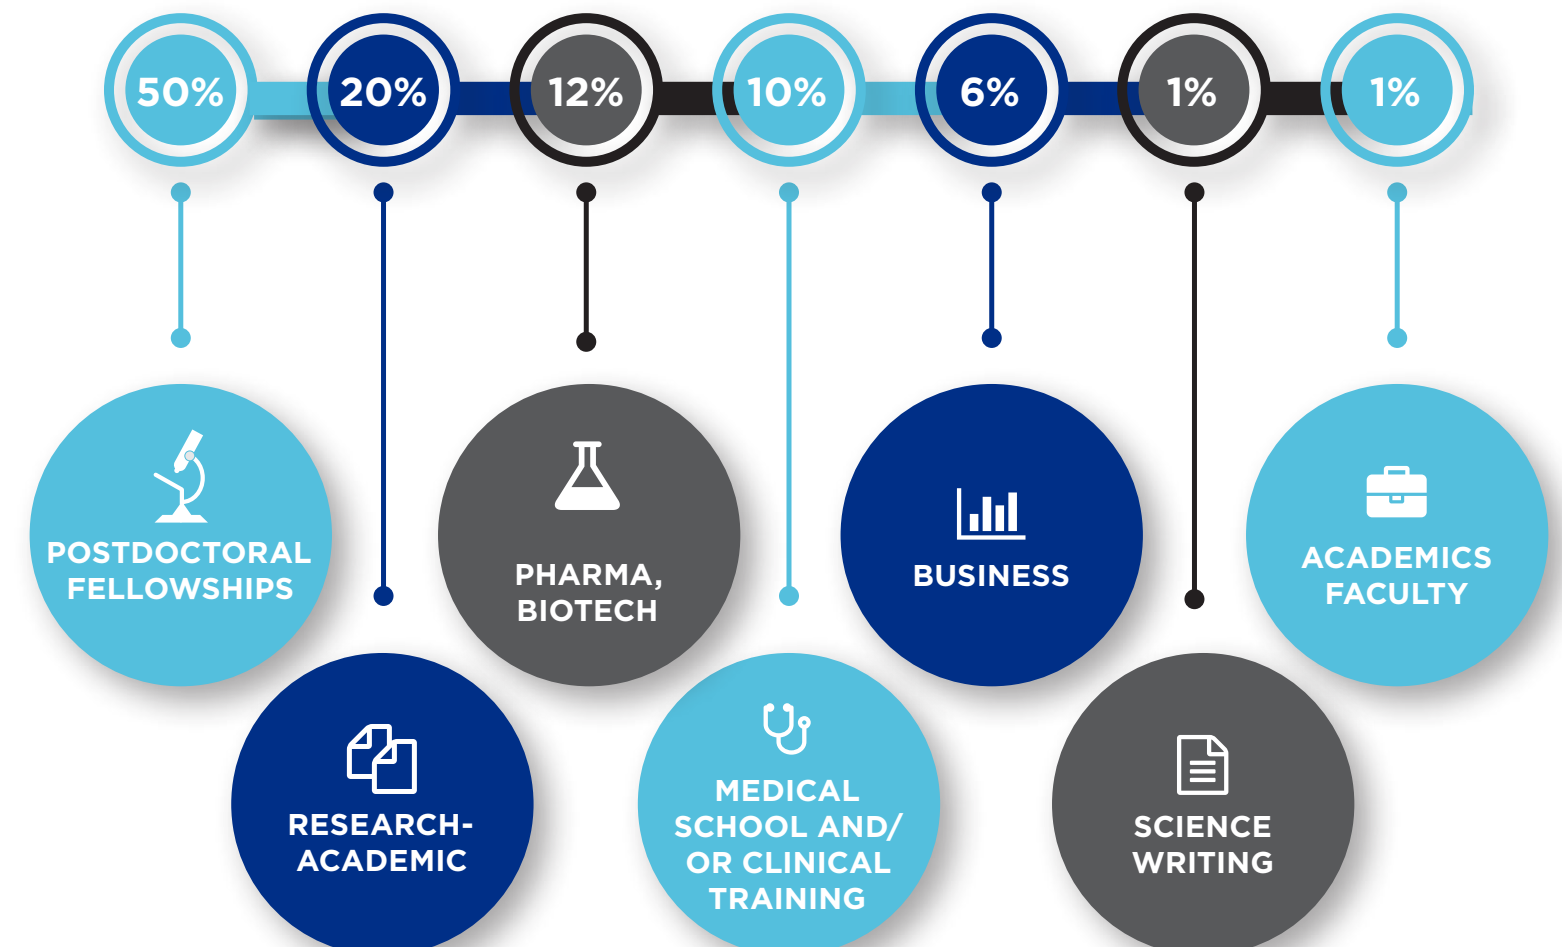 50%
20%
12%
10%
6%
1%
1%
POSTDOCTORAL
FELLOWSHIPS
PHARMA,
BIOTECH
BUSINESS
ACADEMICS
FACULTY
RESEARCH-
ACADEMIC
MEDICAL
SCHOOL AND/
OR CLINICAL
TRAINING
SCIENCE
WRITING